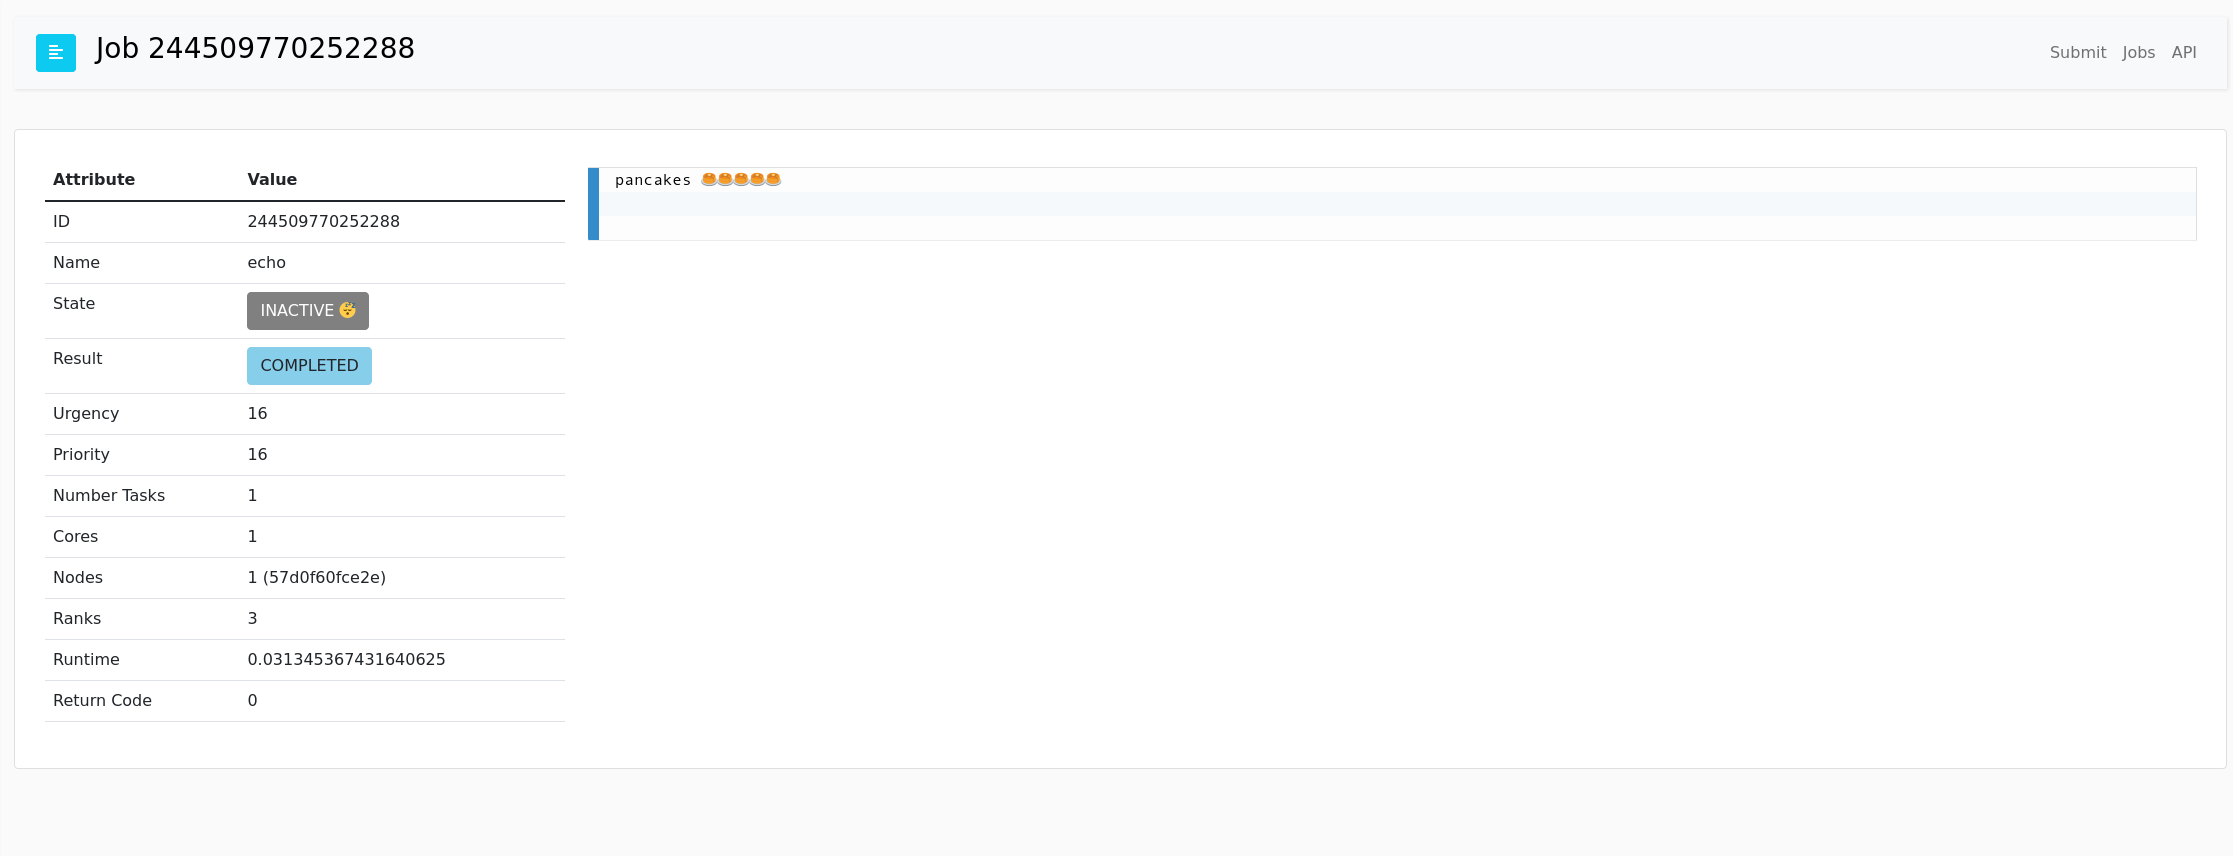 Job 244509770252288
Submit Jobs API
Attribute Value
ID 244509770252288
Name echo
State INACTIVE 😴
Result COMPLETED
Urgency 16
Priority 16
Number Tasks 1
Cores 1
Nodes 1 (57d0f60fce2e)
Ranks 3
Runtime 0.031345367431640625
Return Code 0
pancakes 🥞🥞🥞🥞🥞